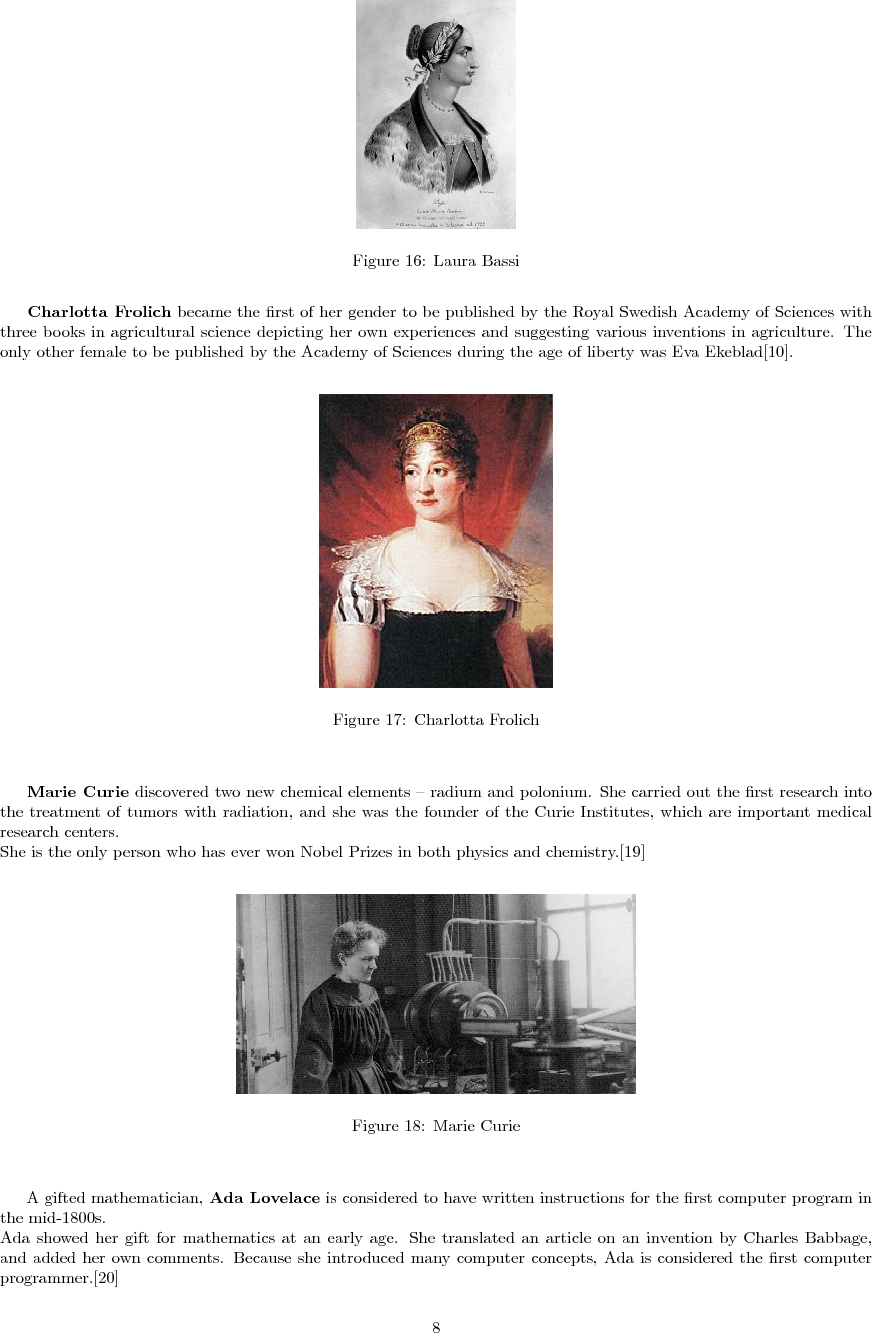 Figure 16: Laura Bassi
Charlotta Frolich became the first of her gender to be published by the Royal Swedish Academy of Sciences with
three books in agricultural science depicting her own experiences and suggesting various inventions in agriculture. The
only other female to be published by the Academy of Sciences during the age of liberty was Eva Ekeblad[10].
Figure 17: Charlotta Frolich
Marie Curie discovered two new chemical elements – radium and polonium. She carried out the first research into
the treatment of tumors with radiation, and she was the founder of the Curie Institutes, which are important medical
research centers.
She is the only person who has ever won Nobel Prizes in both physics and chemistry.[19]
Figure 18: Marie Curie
A gifted mathematician, Ada Lovelace is considered to have written instructions for the first computer program in
the mid-1800s.
Ada showed her gift for mathematics at an early age. She translated an article on an invention by Charles Babbage,
and added her own comments. Because she introduced many computer concepts, Ada is considered the first computer
programmer.[20]
8